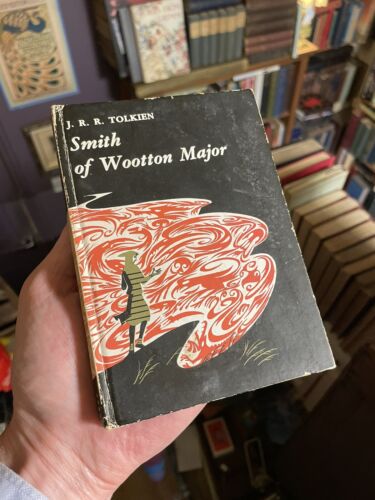 J. R. R. TOLKIEN
Smith
of Wootton Major